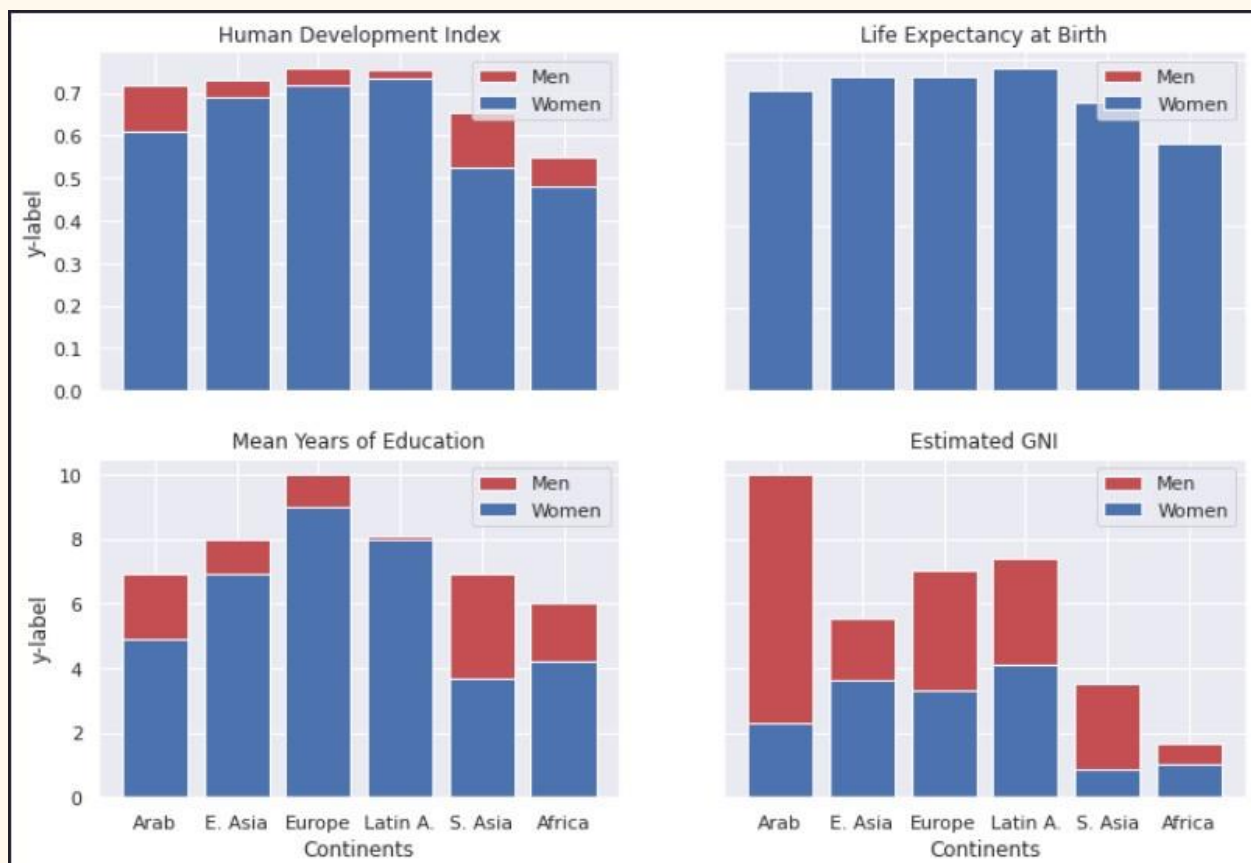 Human Development Index
Men
Women
0.7
0.6
0.5
0.4
0.3
0.2
0.1
0.0
y-label
Life Expectancy at Birth
Men
Women
Mean Years of Education
Men
Women
10
8
6
4
2
0
y-label
Arab E. Asia Europe Latin A. S. Asia Africa
Continents
Estimated GNI
Men
Women
Arab E. Asia Europe Latin A. S. Asia Africa
Continents